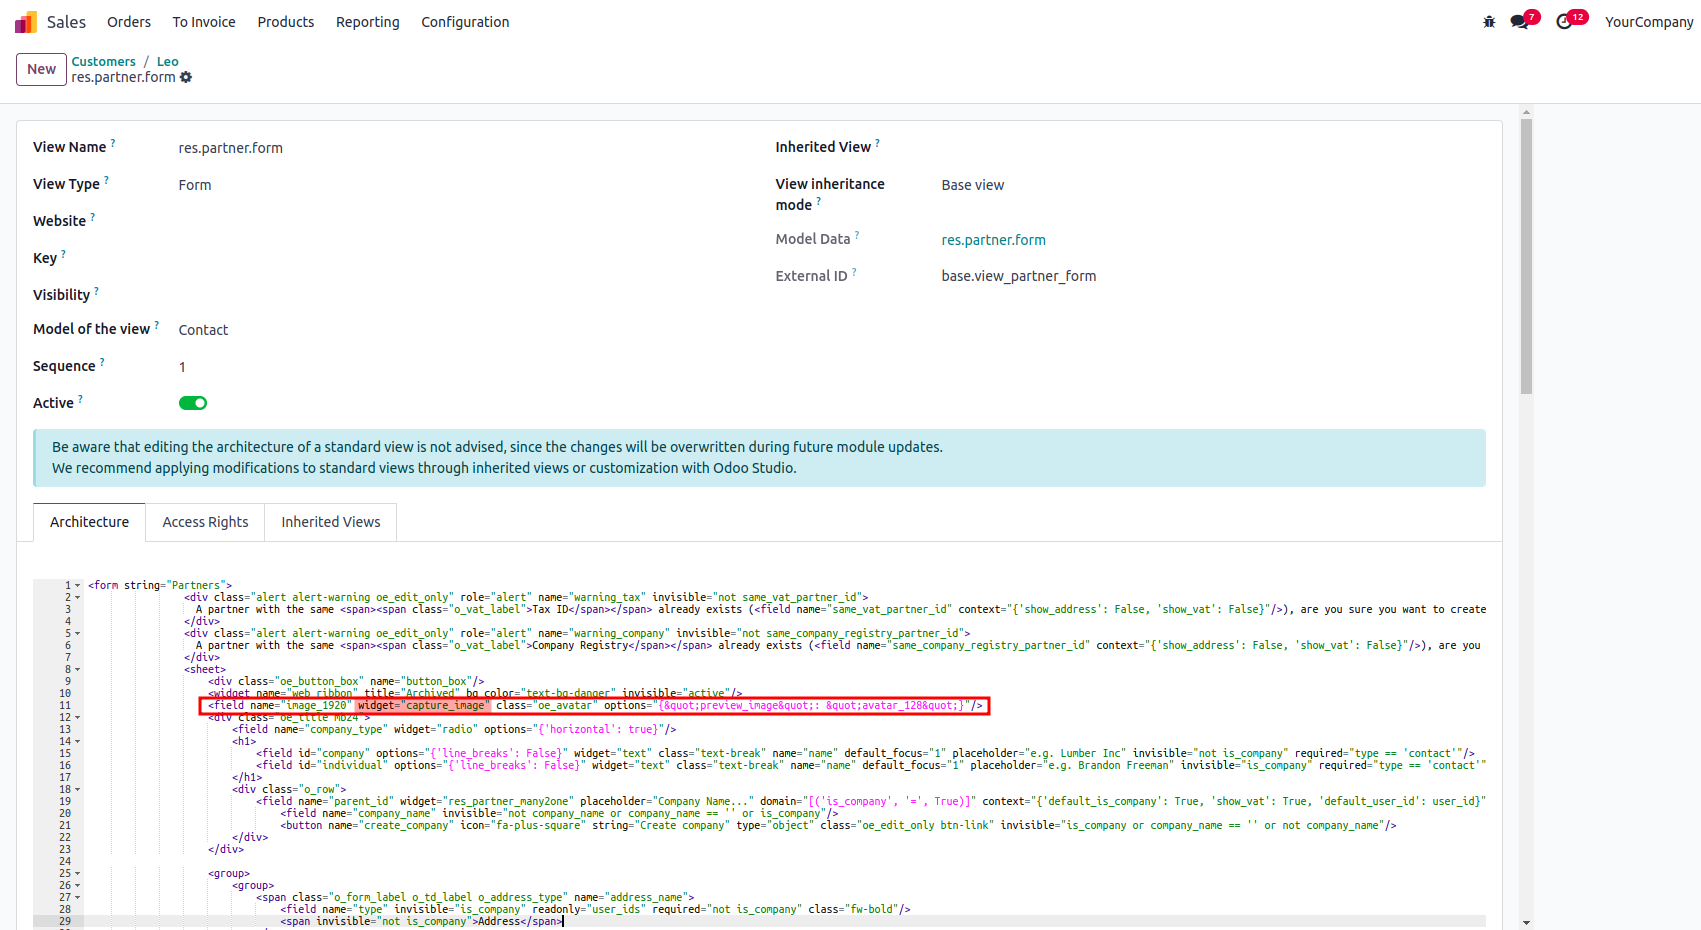 Sales Orders To Invoice Products Reporting Configuration 7 12 YourCompany
New Customers / Leo
res.partner.form
View Name ? res.partner.form Inherited View ?
View Type ? Form View inheritance mode ? Base view
Website ?
Model Data ? res.partner.form
Key ?
External ID ? base.view_partner_form
Visibility ?
Model of the view ? Contact
Sequence ? 1
Active ?
Be aware that editing the architecture of a standard view is not advised, since the changes will be overwritten during future module updates.
We recommend applying modifications to standard views through inherited views or customization with Odoo Studio.
Architecture Access Rights Inherited Views
1 <form string="Partners">
2 <div class="alert alert-warning oe_edit_only" role="alert" name="warning_tax" invisible="not same_vat_partner_id">
3 A partner with the same <span><span class="o_vat_label">Tax ID</span></span> already exists (<field name="same_vat_partner_id" context="{'show_address': False, 'show_vat': False}"/>), are you sure you want to create
4 </div>
5 <div class="alert alert-warning oe_edit_only" role="alert" name="warning_company" invisible="not same_company_registry_partner_id">
6 A partner with the same <span><span class="o_vat_label">Company Registry</span></span> already exists (<field name="same_company_registry_partner_id" context="{'show_address': False, 'show_vat': False}"/>), are you
7 </div>
8 <sheet>
9 <div class="oe_button_box" name="button_box"/>
10 <widget name="web_ribbon" title="Archived" bg_color="text-bg-danger" invisible="active"/>
11 <field name="image_1920" widget="capture_image" class="oe_avatar" options="{&quot;preview_image&quot;: &quot;avatar_128&quot;}"/>
12 <div class="oe_title mb24">
13 <field name="company_type" widget="radio" options="{'horizontal': true}"/>
14 <h1>
15 <field id="company" options="{'line_breaks': False}" widget="text" class="text-break" name="name" default_focus="1" placeholder="e.g. Lumber Inc" invisible="not is_company" required="type == 'contact'"/>
16 <field id="individual" options="{'line_breaks': False}" widget="text" class="text-break" name="name" default_focus="1" placeholder="e.g. Brandon Freeman" invisible="is_company" required="type == 'contact'"
17 </h1>
18 <div class="o_row">
19 <field name="parent_id" widget="res_partner_many2one" placeholder="Company Name..." domain="[('is_company', '=', True)]" context="{'default_is_company': True, 'show_vat': True, 'default_user_id': user_id}"
20 <field name="company_name" invisible="not company_name or company_name == '' or is_company"/>
21 <button name="create_company" icon="fa-plus-square" string="Create company" type="object" class="oe_edit_only btn-link" invisible="is_company or company_name == '' or not company_name"/>
22 </div>
23 </div>
24
25 <group>
26 <group>
27 <span class="o_form_label o_td_label o_address_type" name="address_name">
28 <field name="type" invisible="is_company" readonly="user_ids" required="not is_company" class="fw-bold"/>
29 <span invisible="not is_company">Address</span>